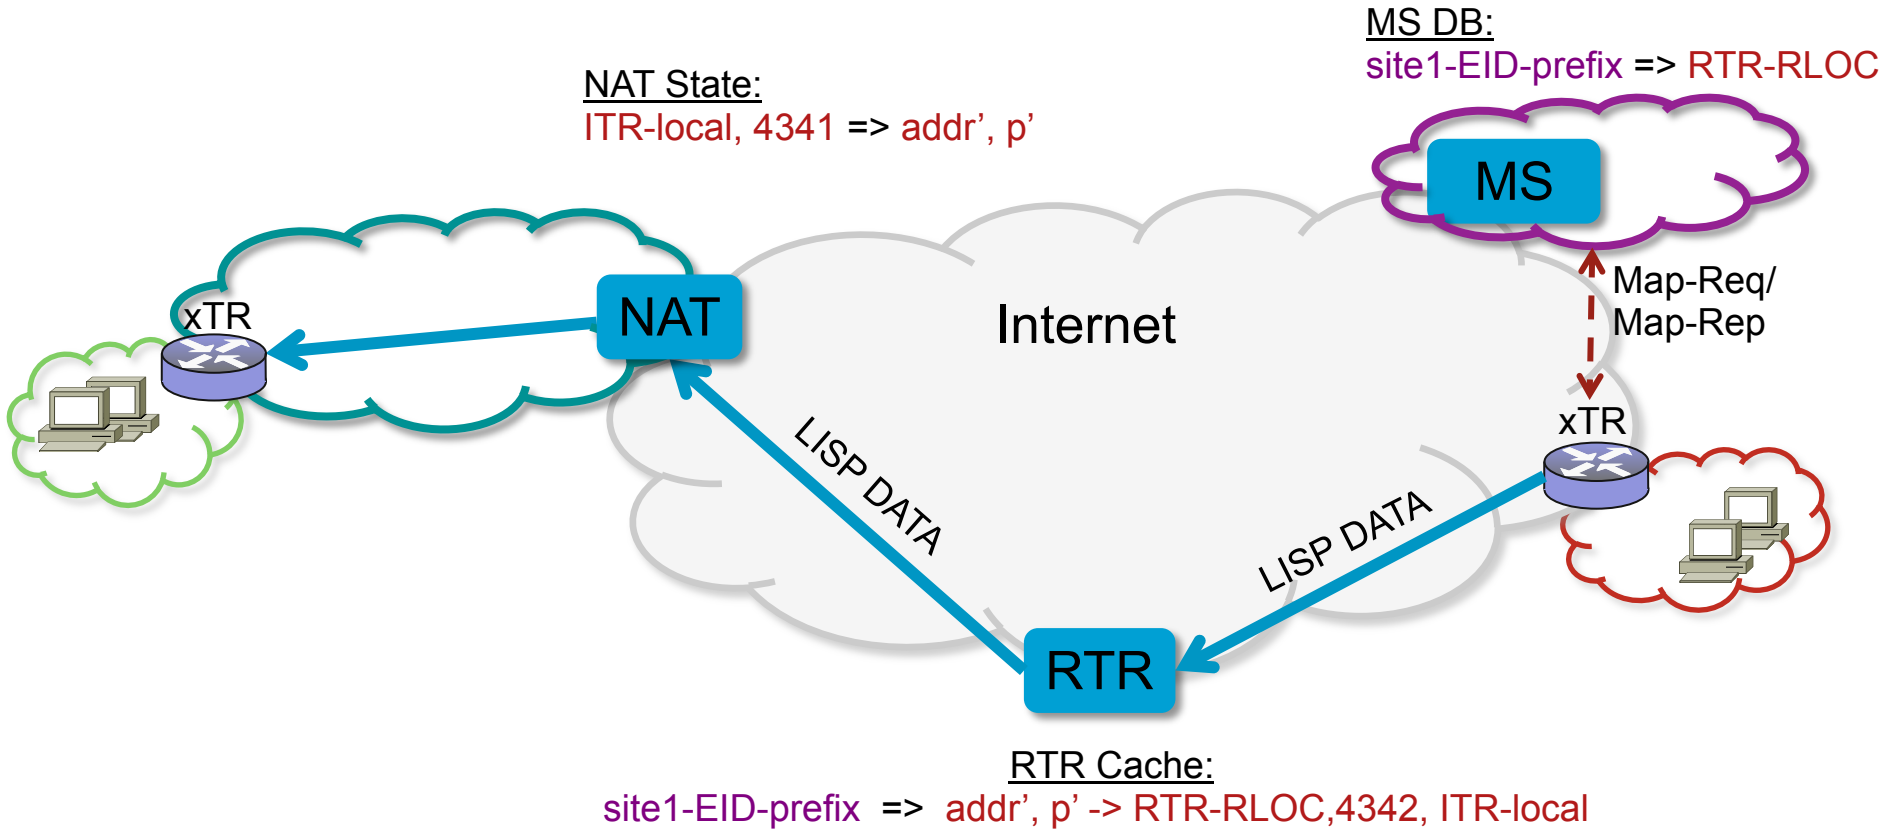 MS DB:
site1-EID-prefix => RTR-RLOC
NAT State:
ITR-local, 4341 => addr’, p’
MS
xTR
NAT
Internet
Map-Req/
Map-Rep
xTR
LISP DATA
LISP DATA
RTR
RTR Cache:
site1-EID-prefix => addr’, p’ -> RTR-RLOC,4342, ITR-local